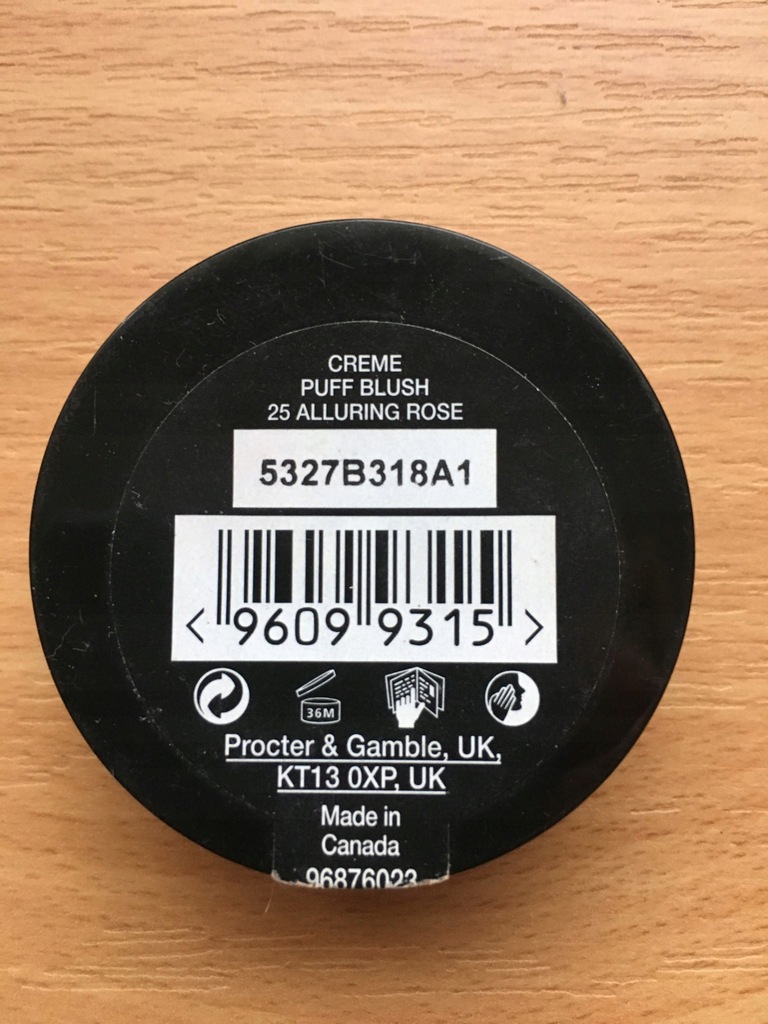 CREME
PUFF BLUSH
25 ALLURING ROSE
5327B318A1
< 9609 9315 >
36M
Procter & Gamble, UK,
KT13 0XP, UK
Made in
Canada
96876023